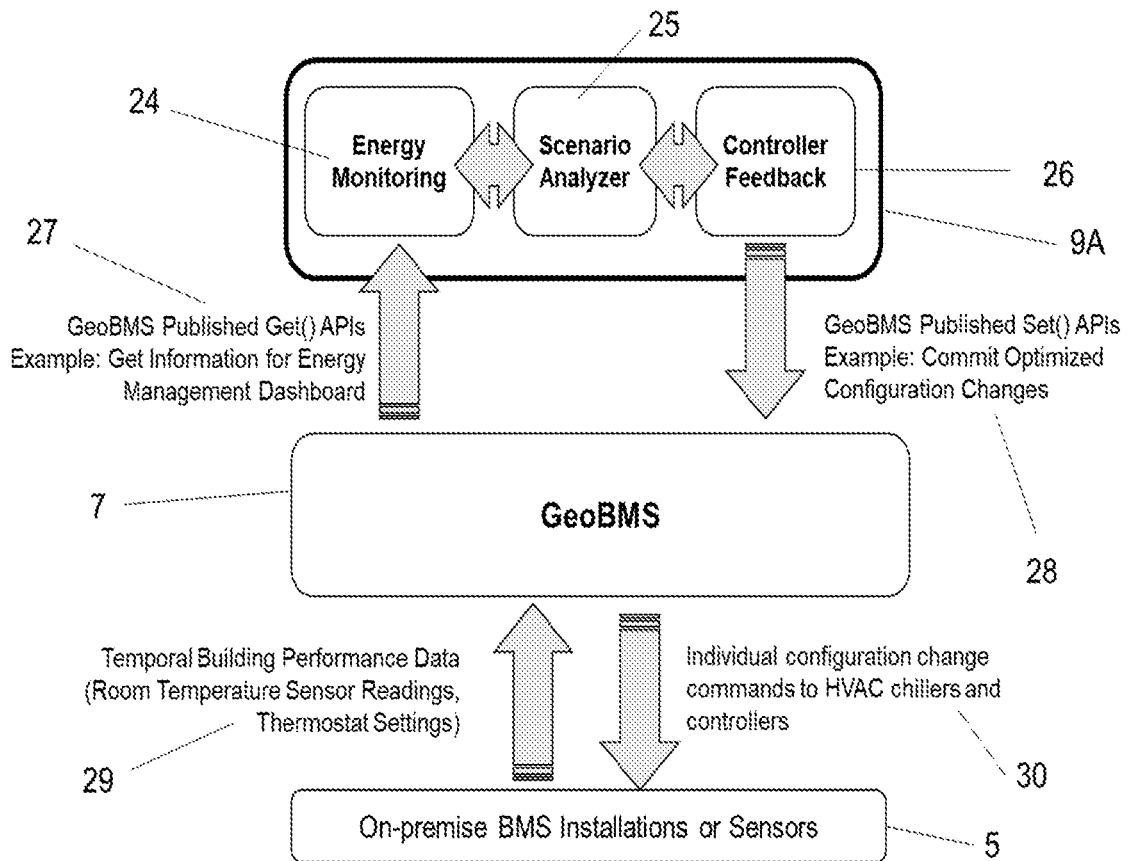 25
24
Energy
Monitoring
Scenario
Analyzer
Controller
Feedback
26
9A
27
GeoBMS Published Get() APIs
Example: Get Information for Energy
Management Dashboard
GeoBMS Published Set() APIs
Example: Commit Optimized
Configuration Changes
7
GeoBMS
28
Temporal Building Performance Data
(Room Temperature Sensor Readings,
Thermostat Settings)
Individual configuration change
commands to HVAC chillers and
controllers
29
30
On-premise BMS Installations or Sensors
5